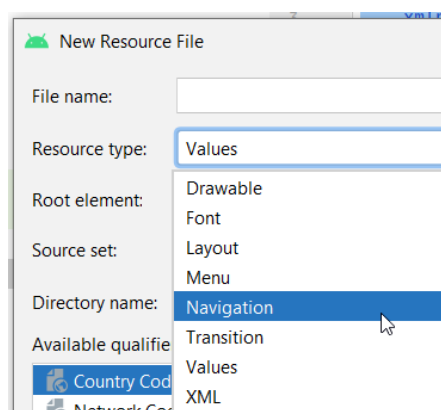 New Resource File
File name:
Resource type:
Values
Root element:
Source set:
Directory name:
Available qualifie
Country Cod
Drawable
Font
Layout
Menu
Navigation
Transition
Values
XML